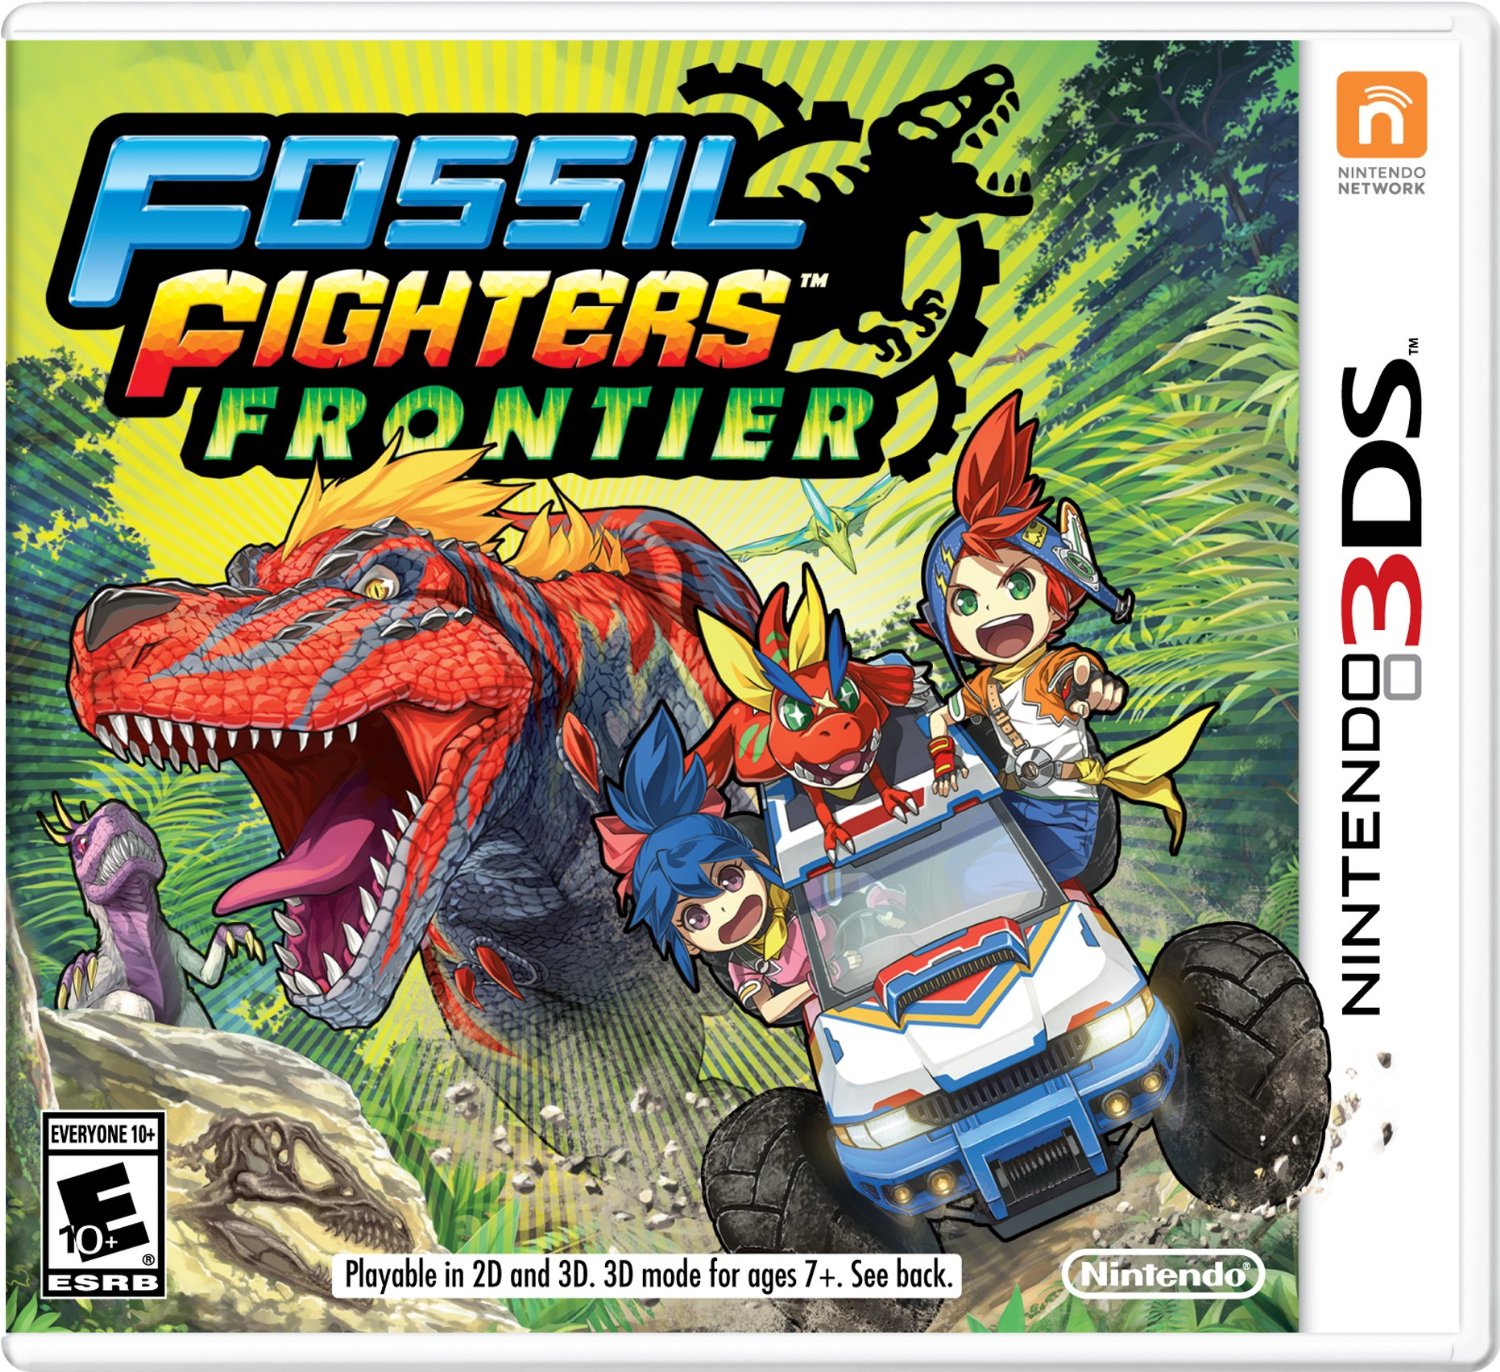 FOSSIL
FIGHTERS™
FRONTIER
n
NINTENDO
NETWORK
NINTENDO 3DS™
EVERYONE 10+
E
10+
®
ESRB
Playable in 2D and 3D. 3D mode for ages 7+. See back.
Nintendo®